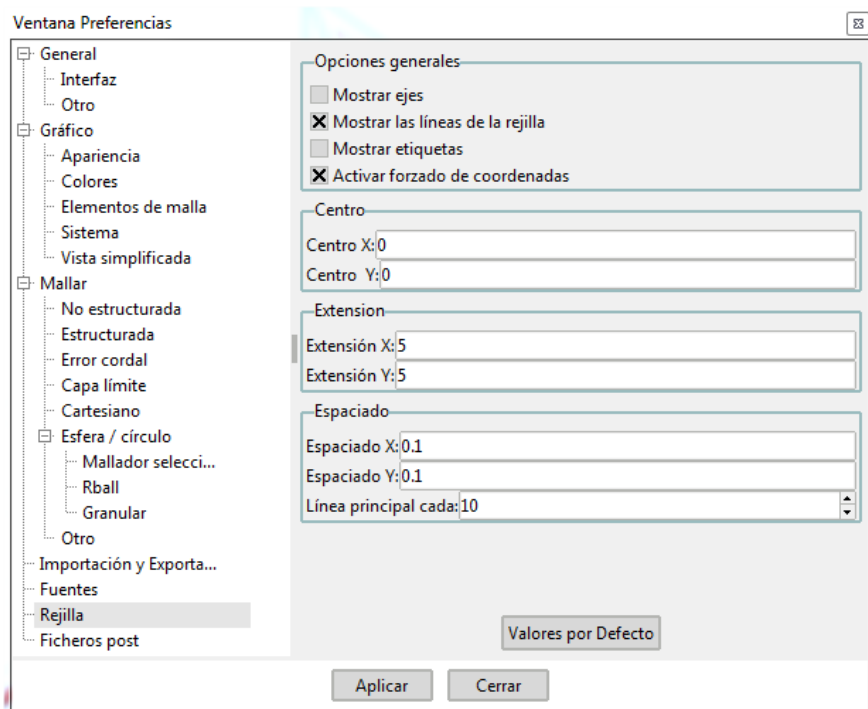 Ventana Preferencias
General
Interfaz
Otro
Gráfico
Apariencia
Colores
Elementos de malla
Sistema
Vista simplificada
Mallar
No estructurada
Estructurada
Error cordal
Capa límite
Cartesiano
Esfera / círculo
Mallador selecci...
Rball
Granular
Otro
Importación y Exporta...
Fuentes
Rejilla
Ficheros post
Opciones generales
Mostrar ejes
Mostrar las líneas de la rejilla
Mostrar etiquetas
Activar forzado de coordenadas
Centro
Centro X: 0
Centro Y: 0
Extension
Extensión X: 5
Extensión Y: 5
Espaciado
Espaciado X: 0.1
Espaciado Y: 0.1
Línea principal cada: 10
Valores por Defecto
Aplicar Cerrar